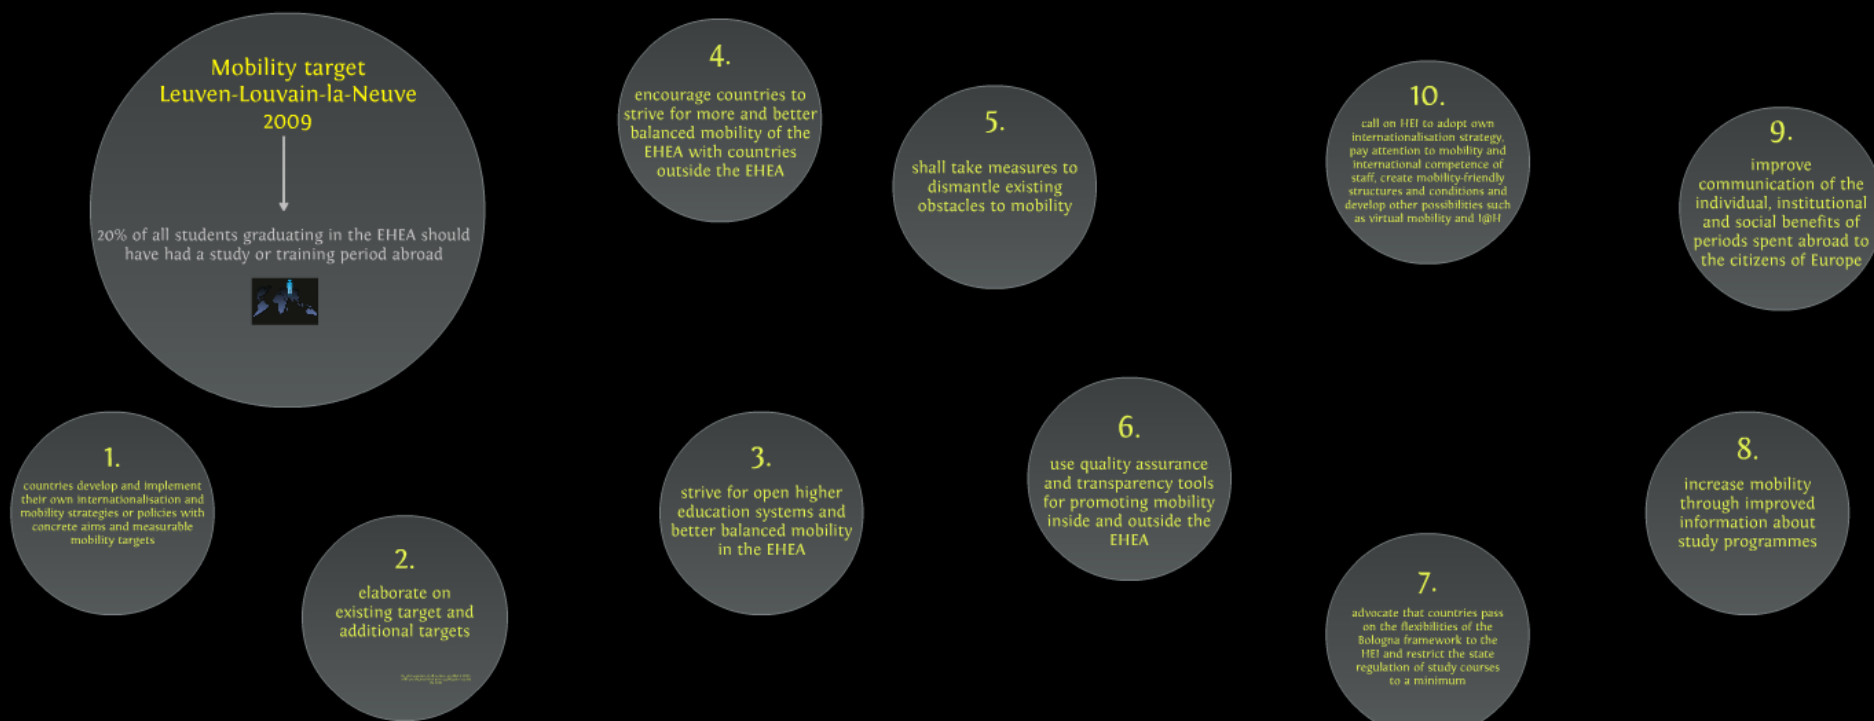 Mobility target
Leuven-Louvain-la-Neuve
2009
20% of all students graduating in the EHEA should
have had a study or training period abroad
1.
countries develop and implement
their own internationalisation and
mobility strategies or policies with
concrete aims and measurable
mobility targets
2.
elaborate on
existing target and
additional targets
3.
strive for open higher
education systems and
better balanced mobility
in the EHEA
4.
encourage countries to
strive for more and better
balanced mobility of the
EHEA with countries
outside the EHEA
5.
shall take measures to
dismantle existing
obstacles to mobility
6.
use quality assurance
and transparency tools
for promoting mobility
inside and outside the
EHEA
7.
advocate that countries pass
on the flexibilities of the
Bologna framework to the
HEI and restrict the state
regulation of study courses
to a minimum
8.
increase mobility
through improved
information about
study programmes
9.
improve
communication of the
individual, institutional
and social benefits of
periods spent abroad to
the citizens of Europe
10.
call on HEI to adopt own
internationalisation strategy,
pay attention to mobility and
international competence of
staff, create mobility-friendly
structures and conditions and
develop other possibilities such
as virtual mobility and I@H